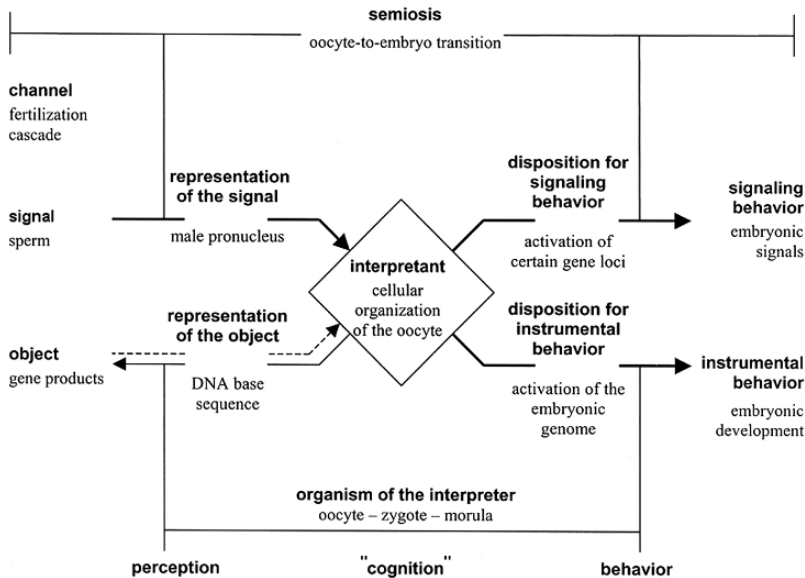 semiosis
oocyte-to-embryo transition
channel
fertilization
cascade
representation
of the signal
disposition for
signaling
behavior
signal
sperm
male pronucleus
activation of
certain gene loci
signaling
behavior
embryonic
signals
interpretant
cellular
organization
of the oocyte
representation
of the object
disposition for
instrumental
behavior
object
gene products
DNA base
sequence
activation of the
embryonic
genome
instrumental
behavior
embryonic
development
organism of the interpreter
oocyte – zygote – morula
perception
"cognition"
behavior